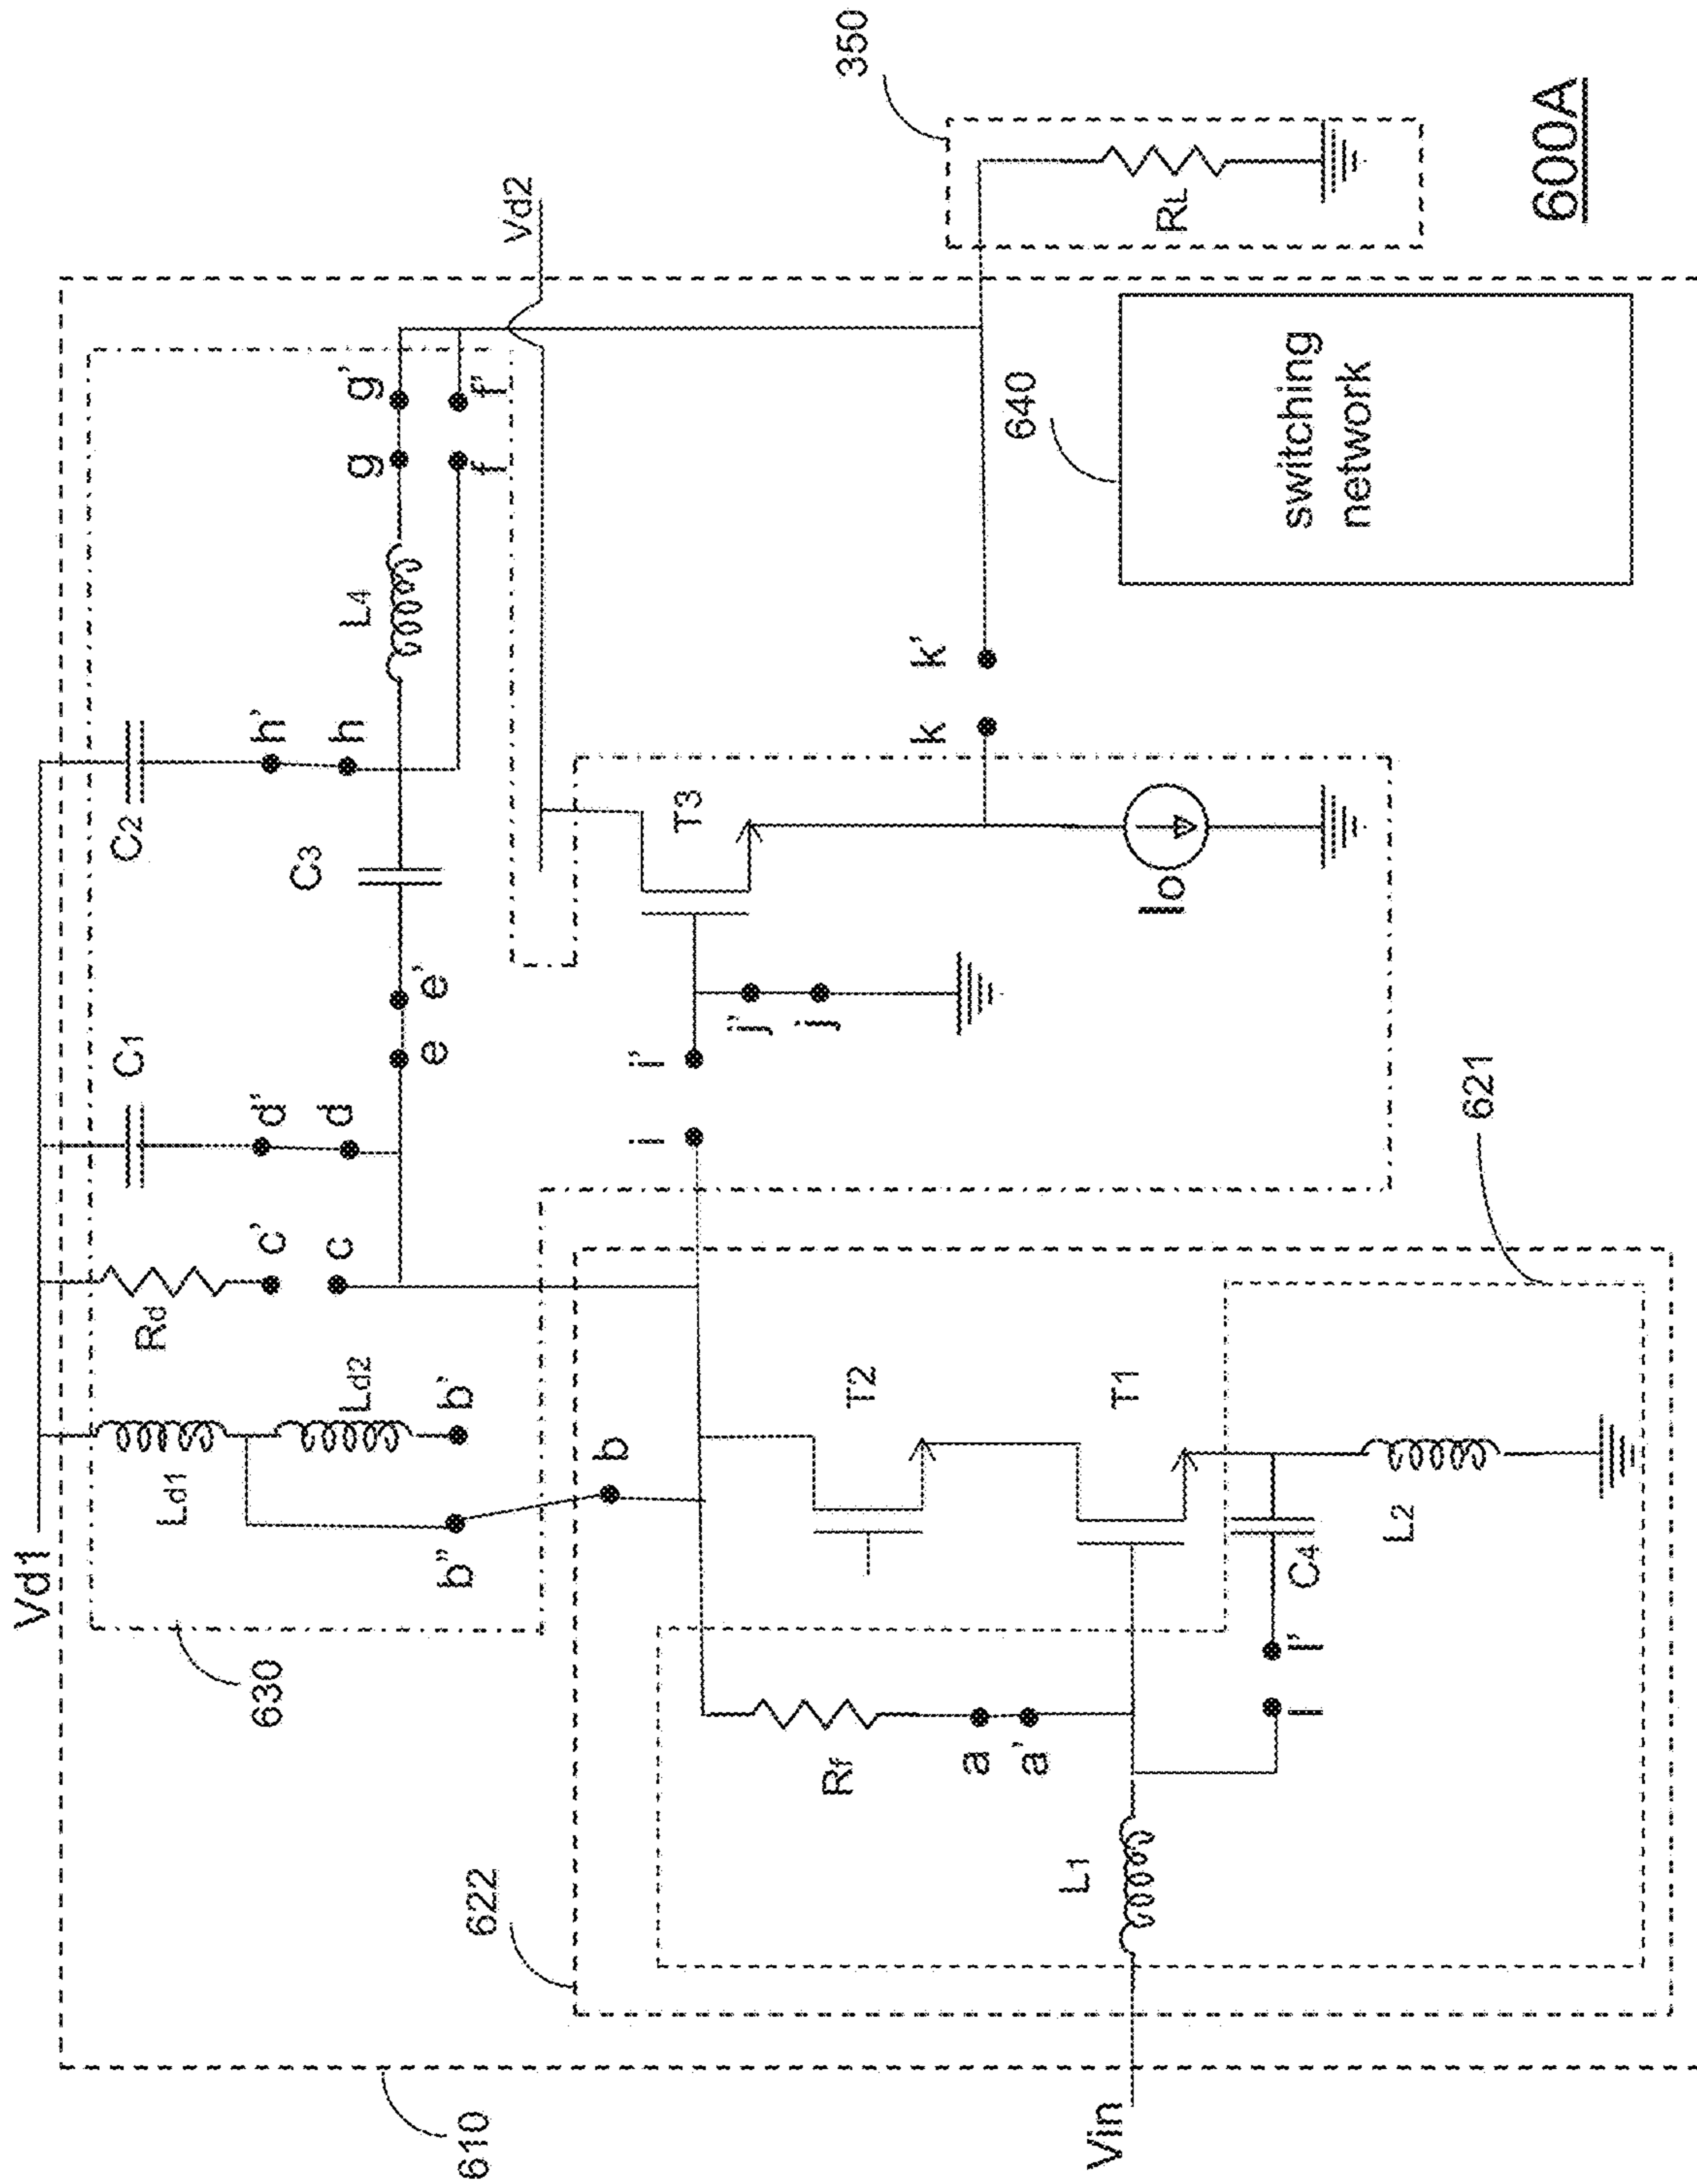 Vd1
C1
C2
Rd
Ld1
Ld2
C3
L4
b"
b'
b
c'
c
d'
d
e
e'
h'
h
g
g'
f
f'
Vd2
350
630
i
i'
j'
j
T3
k
k'
RL
Io
640
switching
network
622
Rf
a
a'
T2
T1
L1
l
l'
C4
L2
621
Vin
610
600A